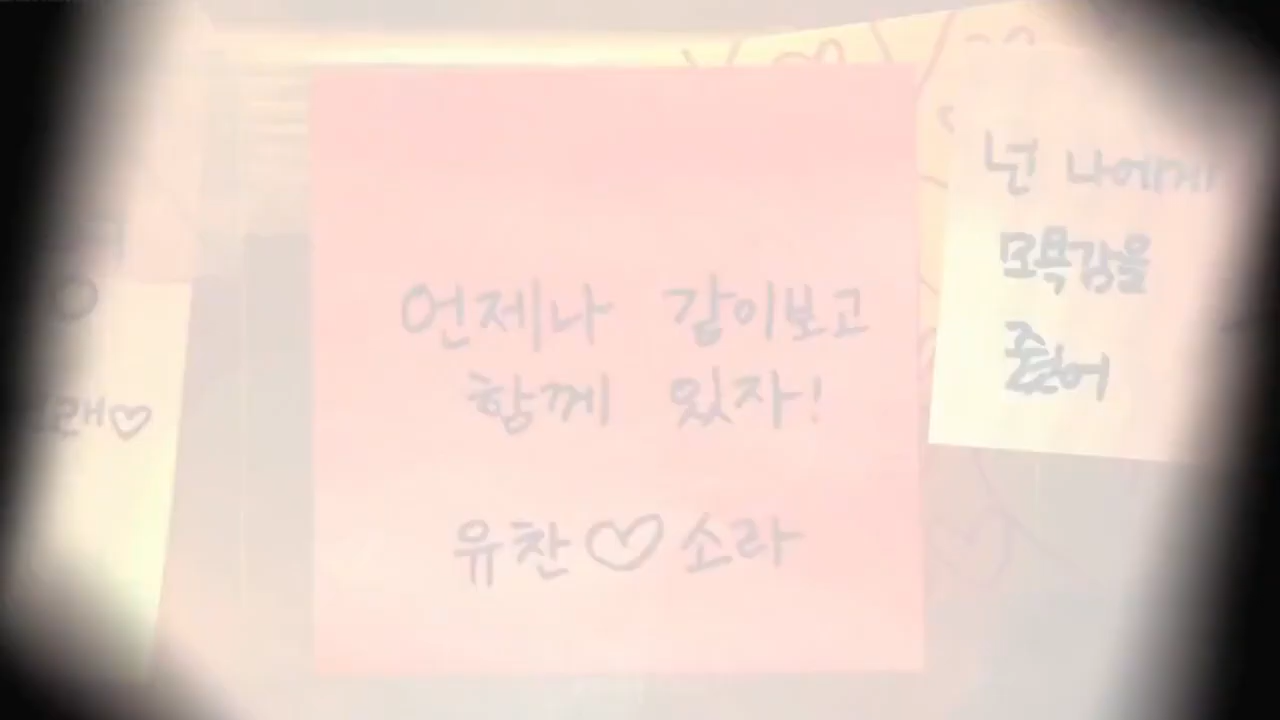 언제나 같이보고
함께 있자!
유찬♡소라
넌 나에게
모욕감을
줬어